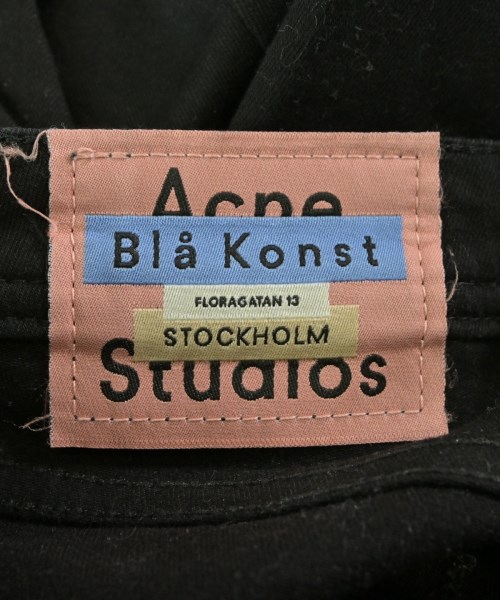 Acne
Blå Konst
FLORAGATAN 13
STOCKHOLM
Studios